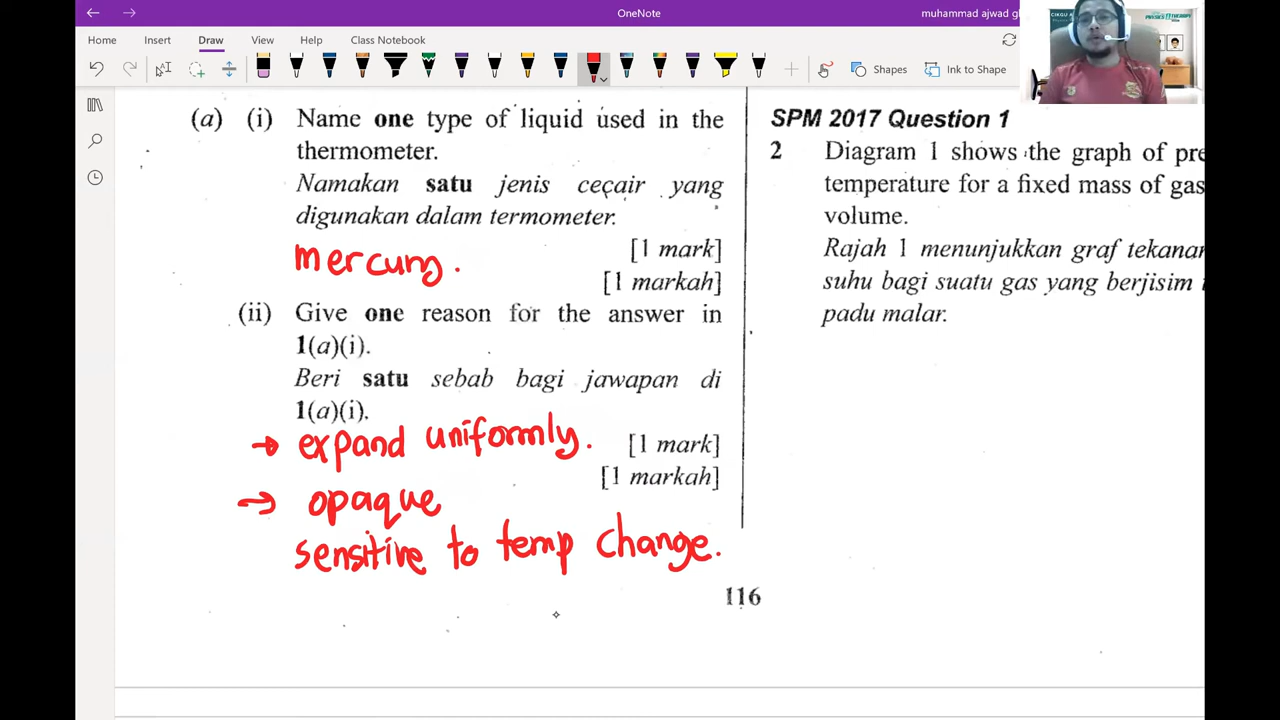 OneNote
muhammad ajwad gh
Home Insert Draw View Help Class Notebook
Shapes Ink to Shape
(a) (i) Name one type of liquid used in the
thermometer.
Namakan satu jenis cecair yang
digunakan dalam termometer.
[1 mark]
mercury.
[1 markah]
(ii) Give one reason for the answer in
1(a)(i).
Beri satu sebab bagi jawapan di
1(a)(i).
→ expand uniformly.
[1 mark]
[1 markah]
→ opaque
sensitive to temp change.
116
SPM 2017 Question 1
2 Diagram 1 shows the graph of pre
temperature for a fixed mass of gas
volume.
Rajah 1 menunjukkan graf tekanan
suhu bagi suatu gas yang berjisim
padu malar.